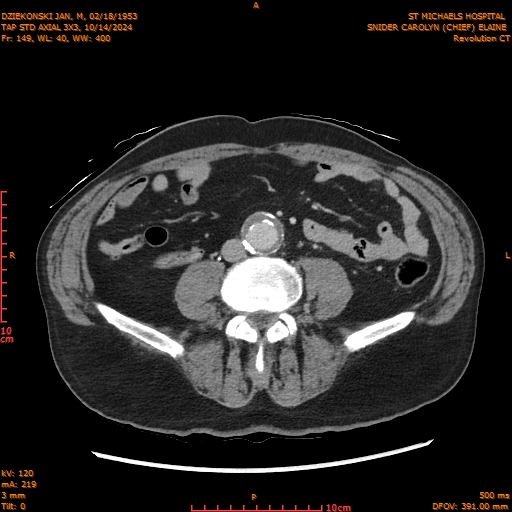 A
DZIEKONSKI JAN, M, 02/18/1953
TAP STD AXIAL 3X3, 10/14/2024
Fr: 149, WL: 40, WW: 400
ST MICHAELS HOSPITAL
SNIDER CAROLYN (CHIEF) ELAINE
Revolution CT
R
L
10
cm
kV: 120
mA: 219
3 mm
Tilt: 0
P
10cm
500 ms
DFOV: 391.00 mm